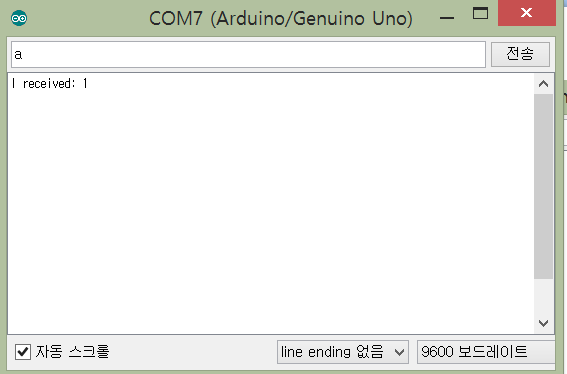 COM7 (Arduino/Genuino Uno)
a
전송
I received: 1
자동 스크롤
line ending 없음
9600 보드레이트